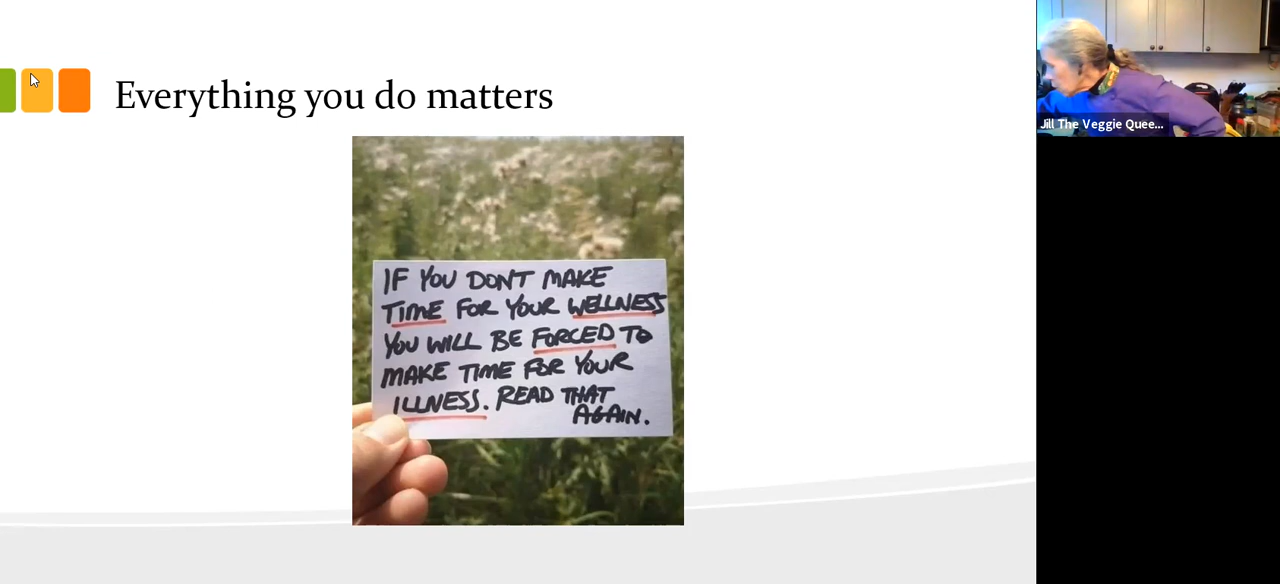 Everything you do matters
IF YOU DON'T MAKE
TIME FOR YOUR WELLNESS
YOU WILL BE FORCED TO
MAKE TIME FOR YOUR
ILLNESS. READ THAT
AGAIN.
Jill The Veggie Quee...